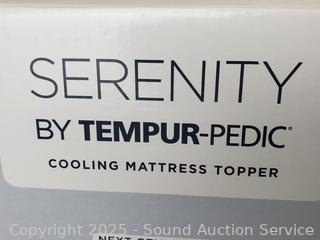 SERENITY
BY TEMPUR-PEDIC®
COOLING MATTRESS TOPPER
Copyright 2025 - Sound Auction Service